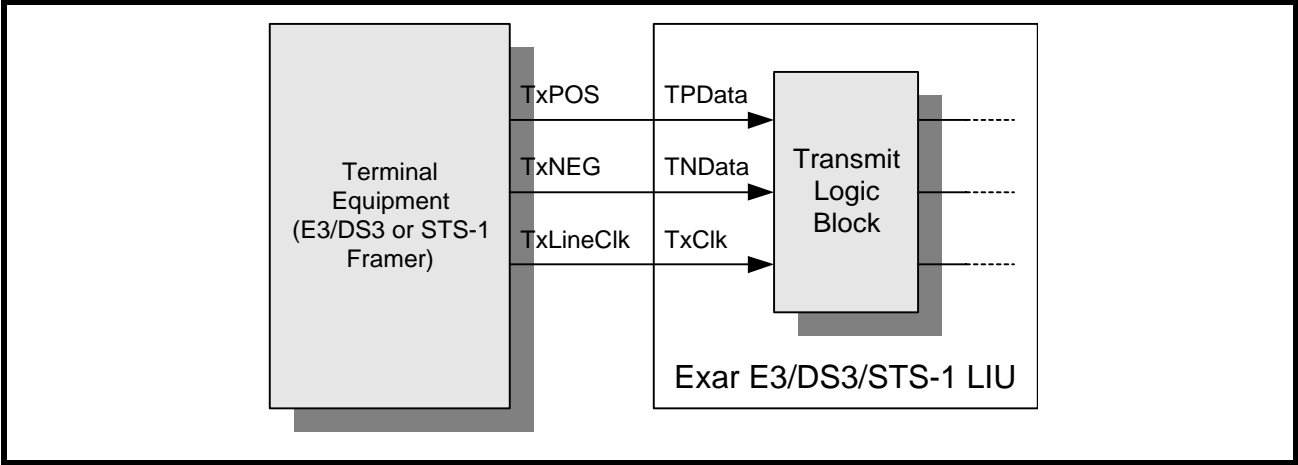 TxPOS
TPData
Terminal
Equipment
(E3/DS3 or STS-1
Framer)
TxNEG
TNData
TxLineClk
TxClk
Transmit
Logic
Block
Exar E3/DS3/STS-1 LIU